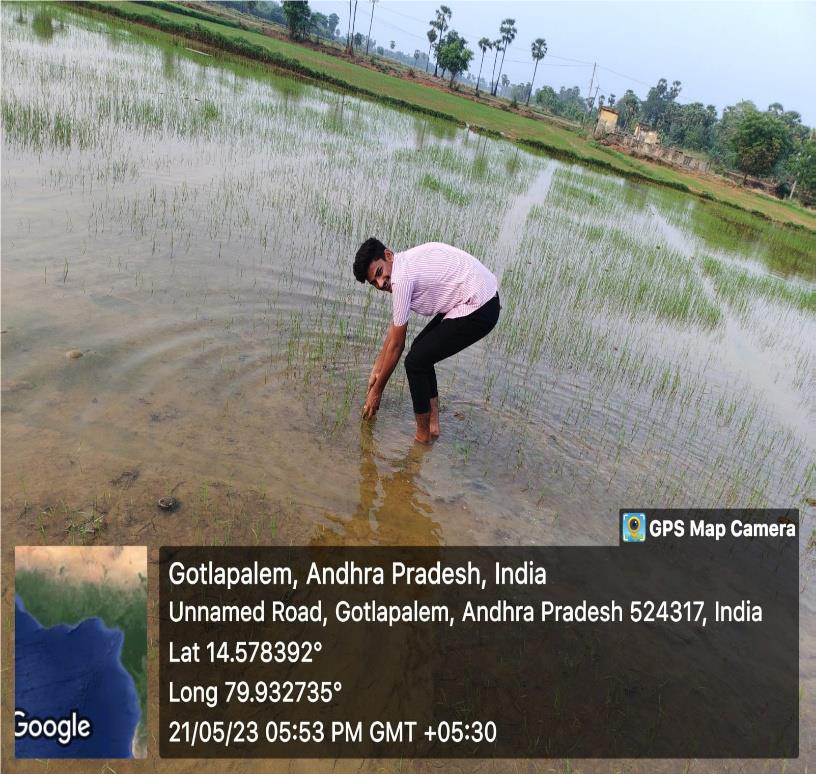 GPS Map Camera
Gotlapalem, Andhra Pradesh, India
Unnamed Road, Gotlapalem, Andhra Pradesh 524317, India
Lat 14.578392°
Long 79.932735°
21/05/23 05:53 PM GMT +05:30
Google